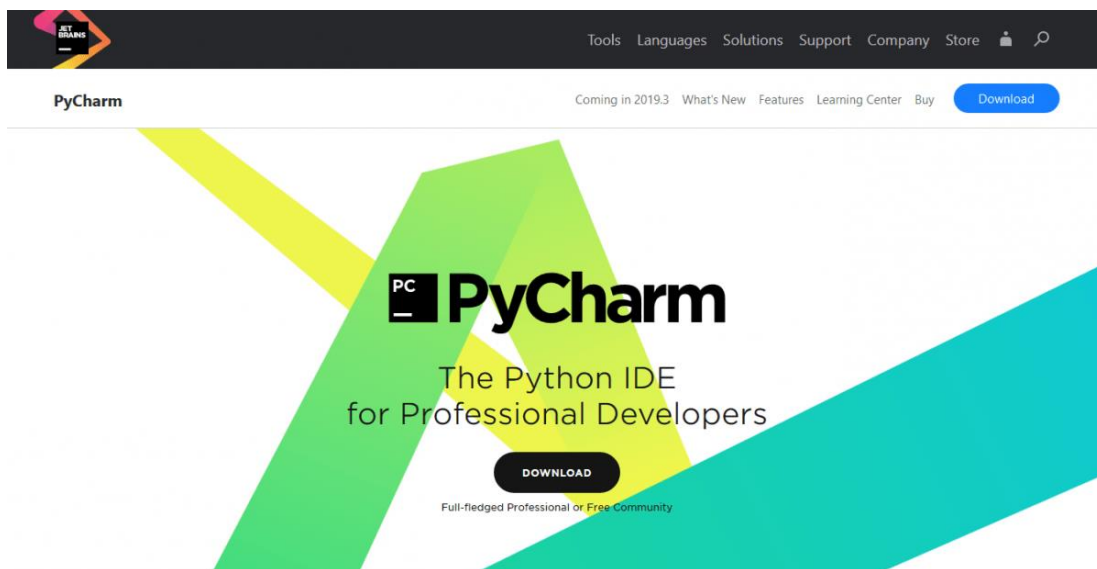 JET
BRAINS
Tools Languages Solutions Support Company Store
PyCharm
Coming in 2019.3 What's New Features Learning Center Buy Download
PC
PyCharm
The Python IDE
for Professional Developers
DOWNLOAD
Full-fledged Professional or Free Community